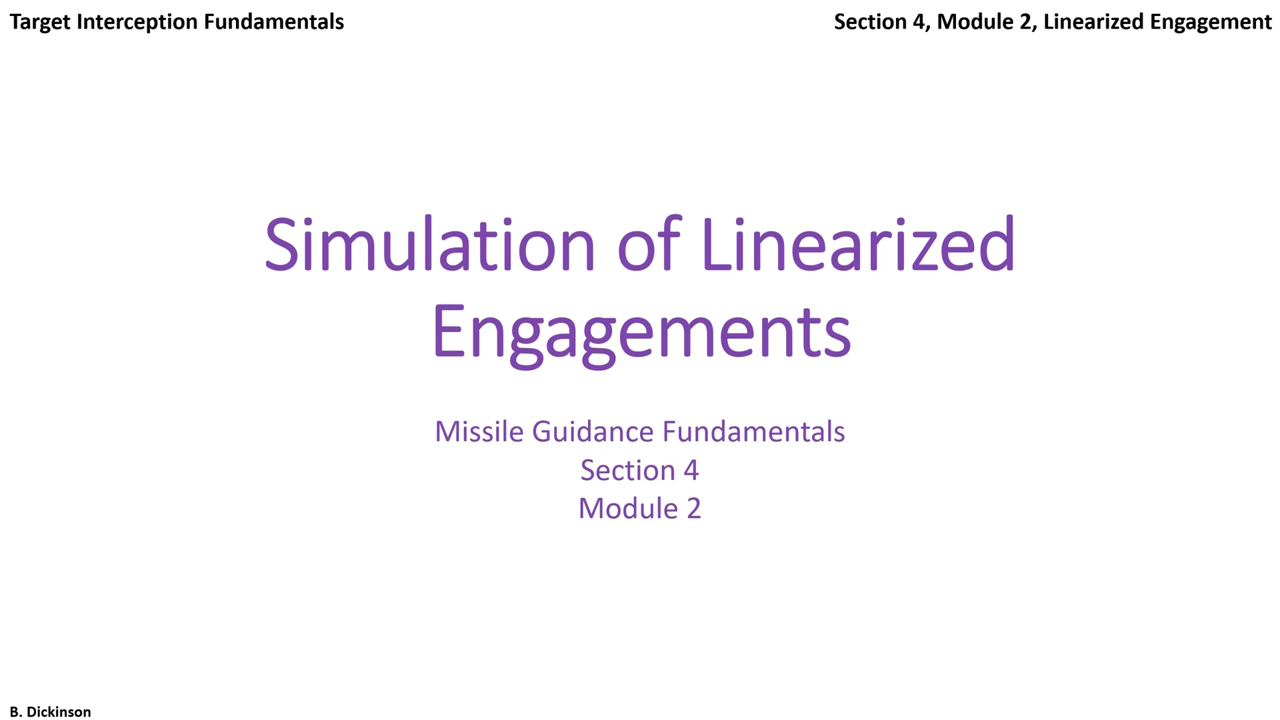 Target Interception Fundamentals
Section 4, Module 2, Linearized Engagement
Simulation of Linearized
Engagements
Missile Guidance Fundamentals
Section 4
Module 2
B. Dickinson